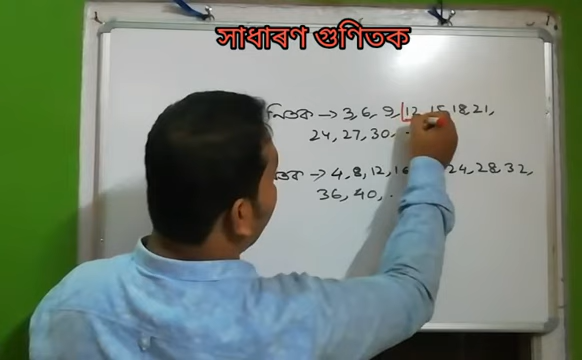 সাধাৰণ গুণিতক
→ 3, 6, 9, 12, 15, 18, 21,
24, 27, 30, ..
→ 4, 8, 12, 16 24, 28, 32,
36, 40, ..